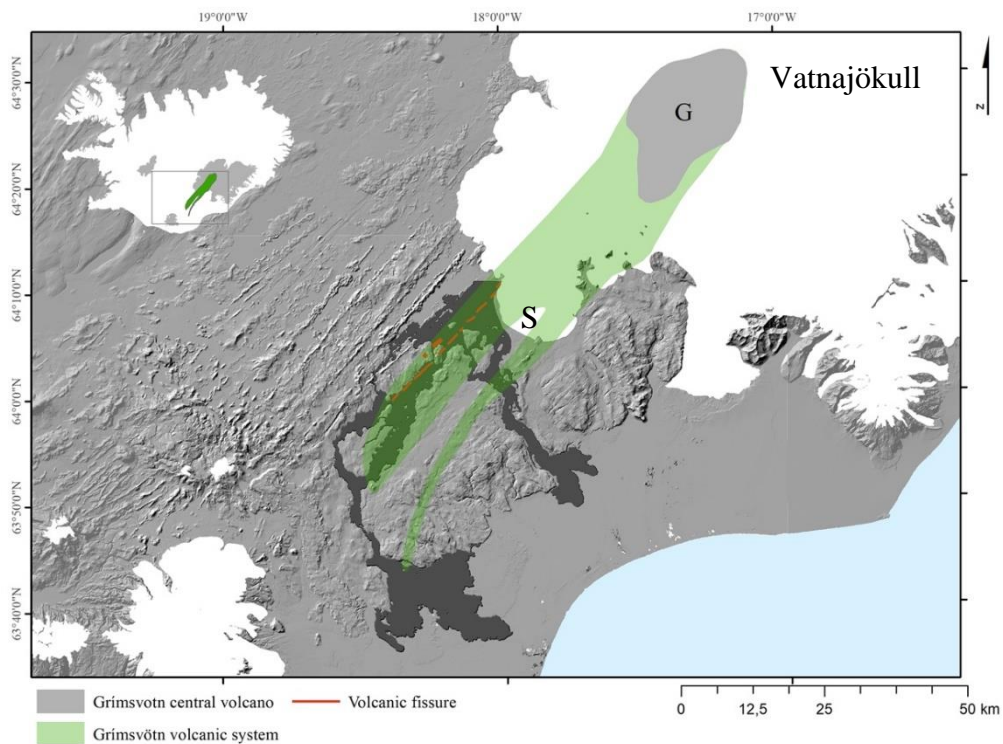 19°0'0"W
18°0'0"W
17°0'0"W
64°30'0"N
64°20'0"N
64°10'0"N
64°0'0"N
63°50'0"N
63°40'0"N
Vatnajökull
G
S
z
Grímsvotn central volcano
Volcanic fissure
Grímsvötn volcanic system
0
12,5
25
50 km